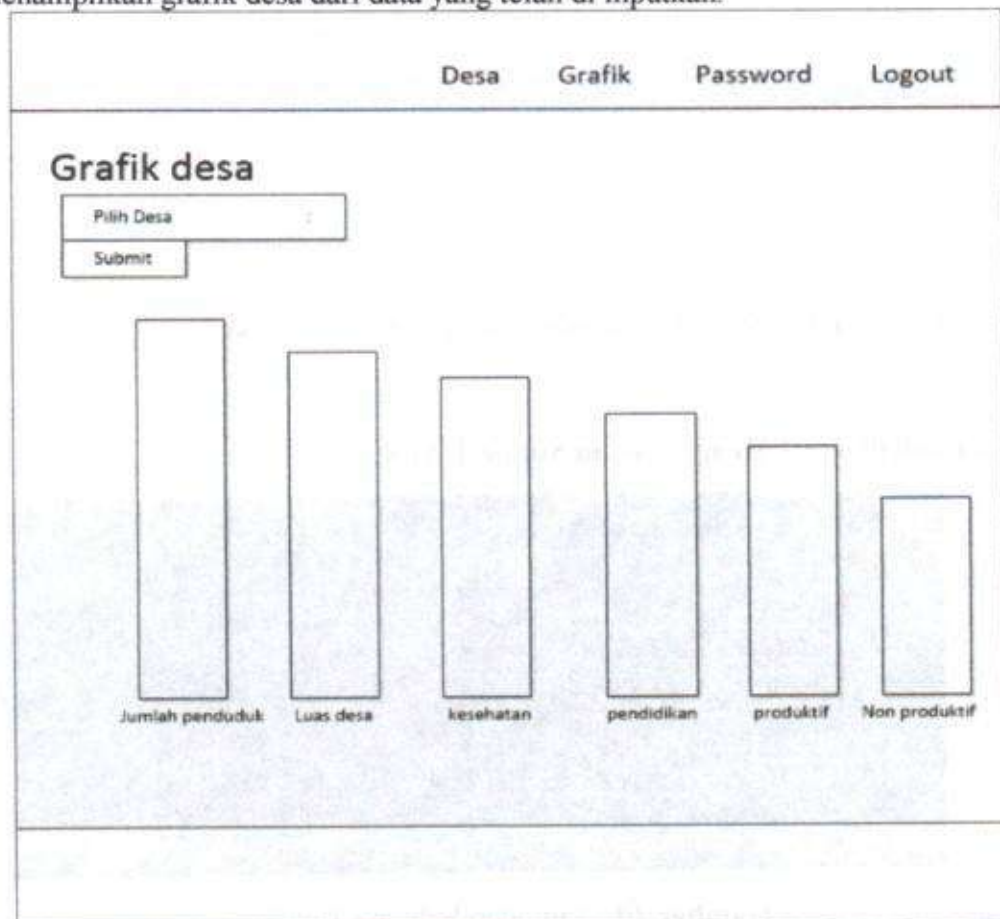 menampilkan grafik desa dari data yang telah di inputkan.
Desa Grafik Password Logout
Grafik desa
Pilih Desa :
Submit
Jumlah penduduk Luas desa kesehatan pendidikan produktif Non produktif